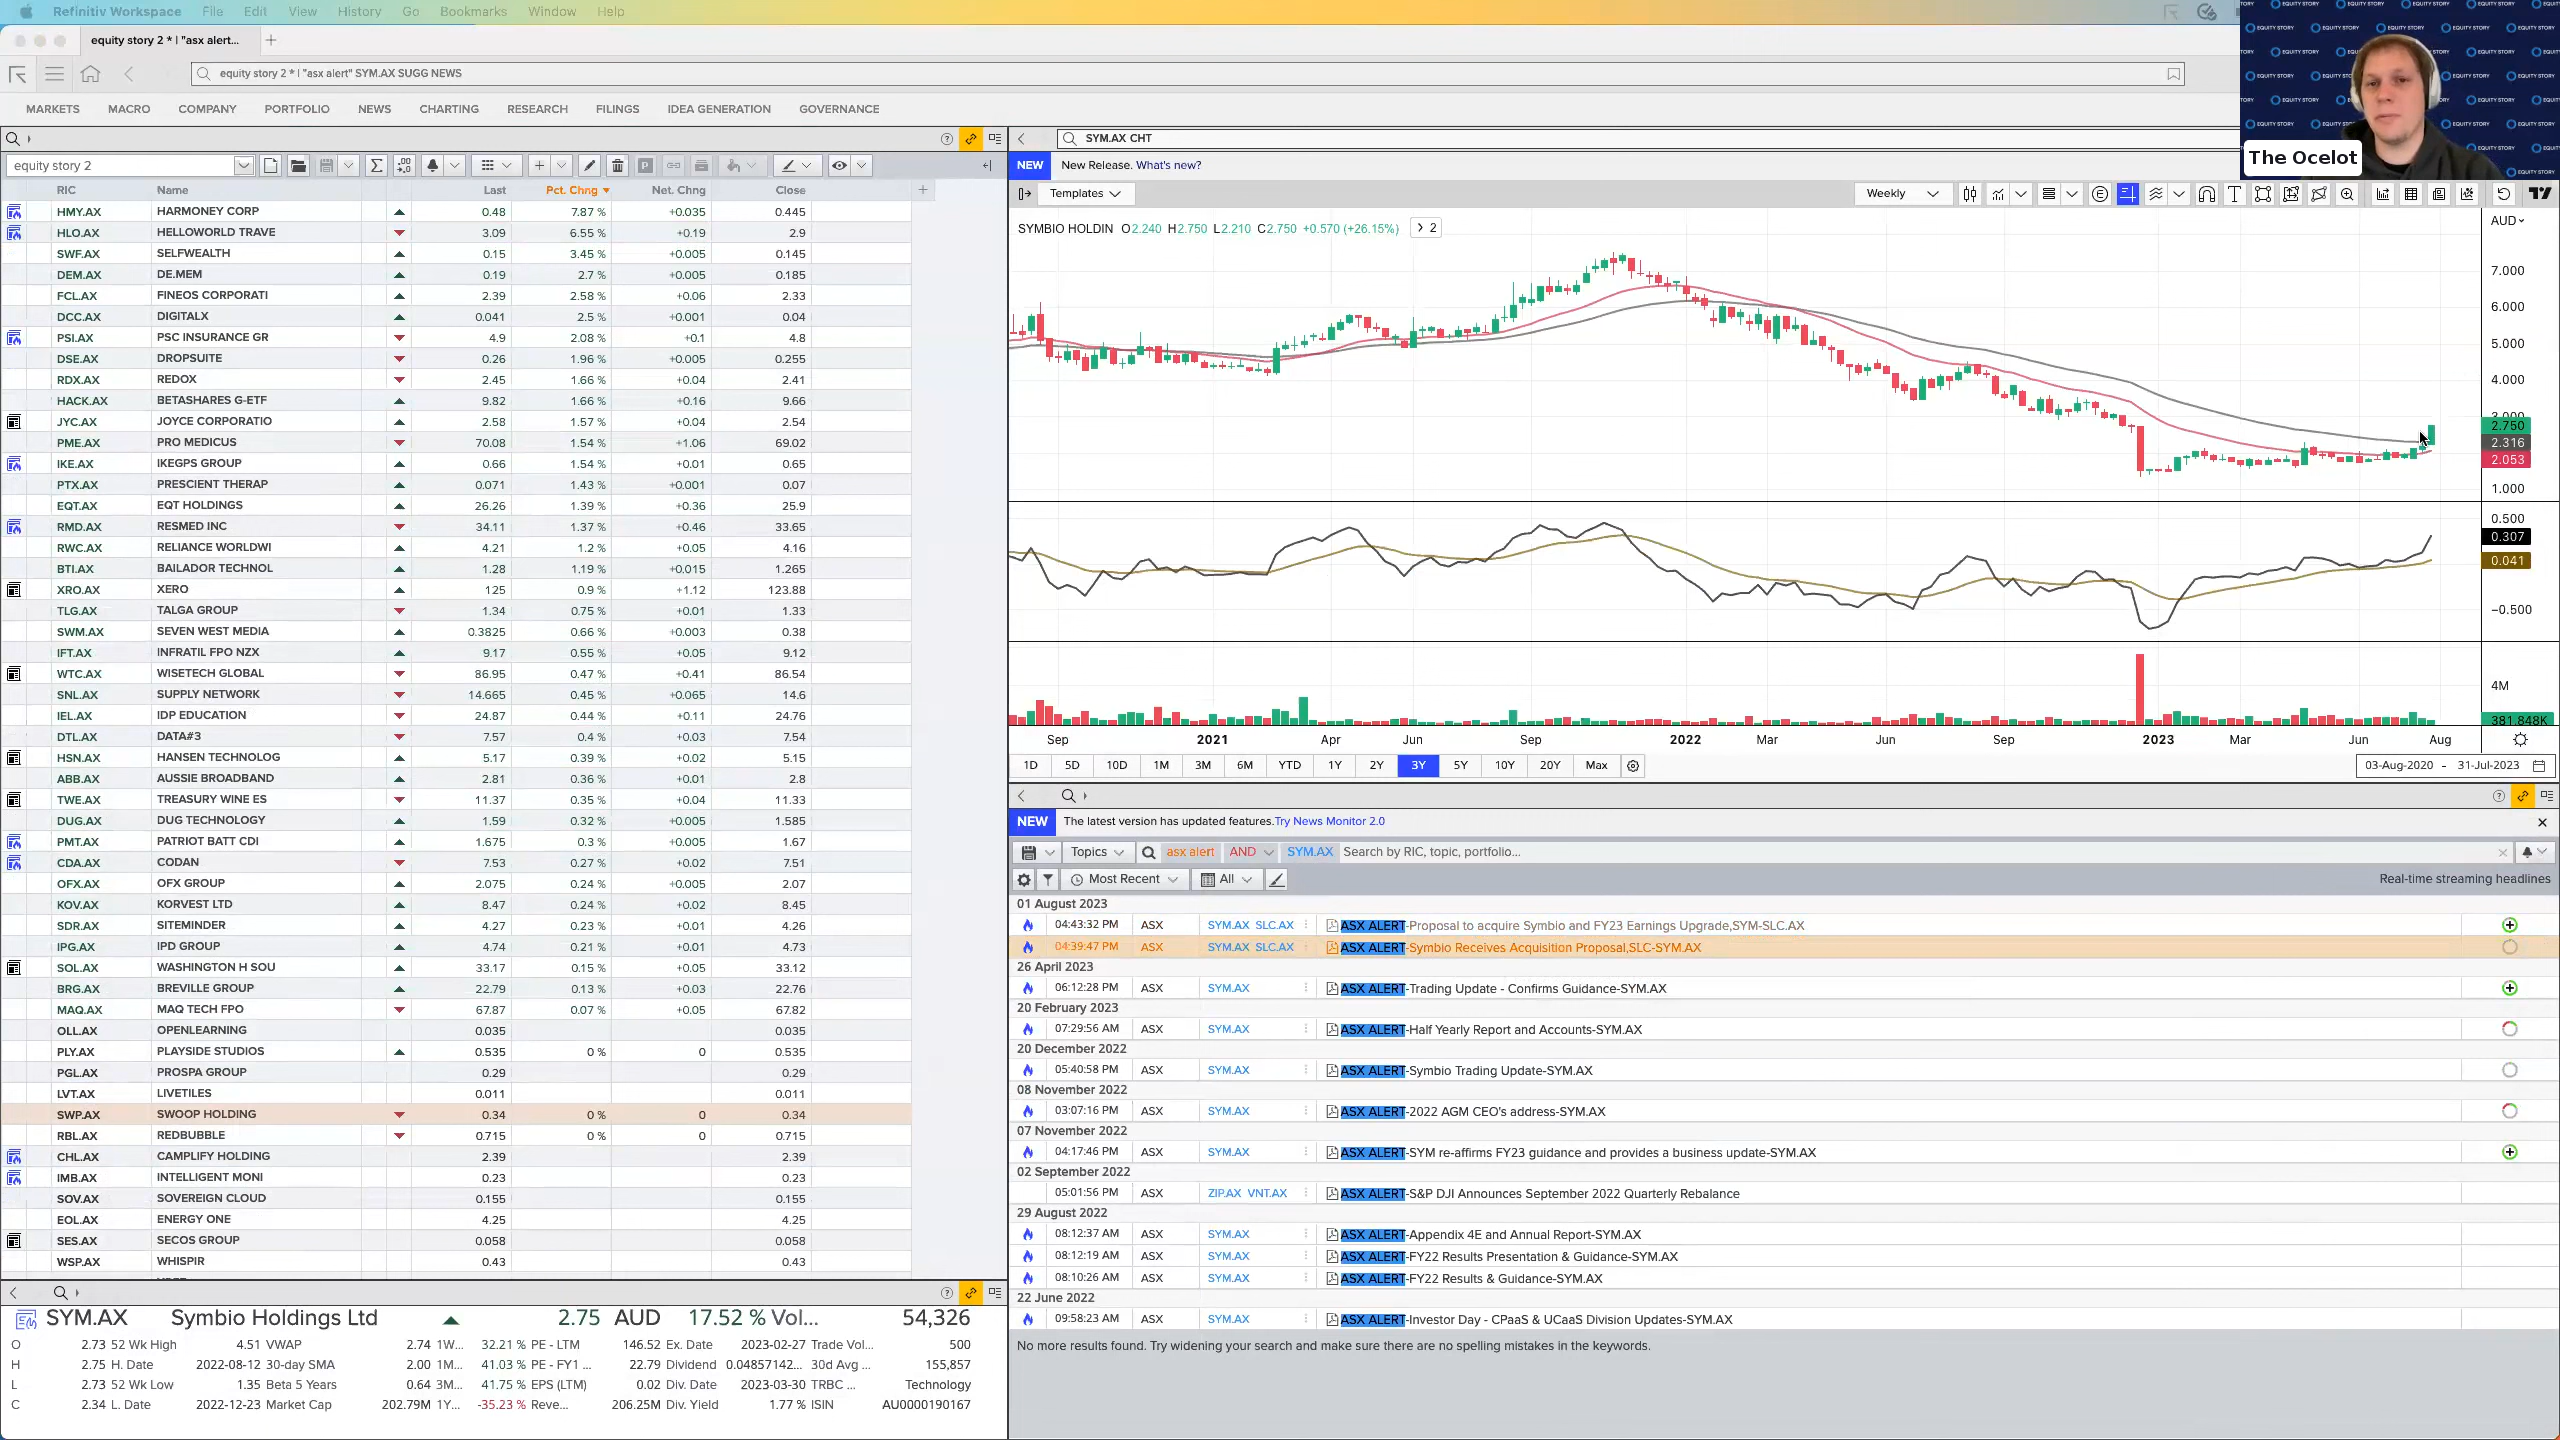 Refinitiv Workspace File Edit View History Go Bookmarks Window Help
equity story 2 * | "asx alert...
equity story 2 * | "asx alert" SYM.AX SUGG NEWS
MARKETS MACRO COMPANY PORTFOLIO NEWS CHARTING RESEARCH FILINGS IDEA GENERATION GOVERNANCE
equity story 2
RIC Name Last Pct. Chng Net. Chng Close
HMY.AX HARMONEY CORP 0.48 7.87 % +0.035 0.445
HLO.AX HELLOWORLD TRAVE 3.09 6.55 % +0.19 2.9
SWF.AX SELFWEALTH 0.15 3.45 % +0.005 0.145
DEM.AX DE.MEM 0.19 2.7 % +0.005 0.185
FCL.AX FINEOS CORPORATI 2.39 2.58 % +0.06 2.33
DCC.AX DIGITALX 0.041 2.5 % +0.001 0.04
PSI.AX PSC INSURANCE GR 4.9 2.08 % +0.1 4.8
DSE.AX DROPSUITE 0.26 1.96 % +0.005 0.255
RDX.AX REDOX 2.45 1.66 % +0.04 2.41
HACK.AX BETASHARES G-ETF 9.82 1.66 % +0.16 9.66
JYC.AX JOYCE CORPORATIO 2.58 1.57 % +0.04 2.54
PME.AX PRO MEDICUS 70.08 1.54 % +1.06 69.02
IKE.AX IKEGPS GROUP 0.66 1.54 % +0.01 0.65
PTX.AX PRESCIENT THERAP 0.071 1.43 % +0.001 0.07
EQT.AX EQT HOLDINGS 26.26 1.39 % +0.36 25.9
RMD.AX RESMED INC 34.11 1.37 % +0.46 33.65
RWC.AX RELIANCE WORLDWI 4.21 1.2 % +0.05 4.16
BTI.AX BAILADOR TECHNOL 1.28 1.19 % +0.015 1.265
XRO.AX XERO 125 0.9 % +1.12 123.88
TLG.AX TALGA GROUP 1.34 0.75 % +0.01 1.33
SWM.AX SEVEN WEST MEDIA 0.3825 0.66 % +0.003 0.38
IFT.AX INFRATIL FPO NZX 9.17 0.55 % +0.05 9.12
WTC.AX WISETECH GLOBAL 86.95 0.47 % +0.41 86.54
SNL.AX SUPPLY NETWORK 14.665 0.45 % +0.065 14.6
IEL.AX IDP EDUCATION 24.87 0.44 % +0.11 24.76
DTL.AX DATA#3 7.57 0.4 % +0.03 7.54
HSN.AX HANSEN TECHNOLOG 5.17 0.39 % +0.02 5.15
ABB.AX AUSSIE BROADBAND 2.81 0.36 % +0.01 2.8
TWE.AX TREASURY WINE ES 11.37 0.35 % +0.04 11.33
DUG.AX DUG TECHNOLOGY 1.59 0.32 % +0.005 1.585
PMT.AX PATRIOT BATT CDI 1.675 0.3 % +0.005 1.67
CDA.AX CODAN 7.53 0.27 % +0.02 7.51
OFX.AX OFX GROUP 2.075 0.24 % +0.005 2.07
KOV.AX KORVEST LTD 8.47 0.24 % +0.02 8.45
SDR.AX SITEMINDER 4.27 0.23 % +0.01 4.26
IPG.AX IPD GROUP 4.74 0.21 % +0.01 4.73
SOL.AX WASHINGTON H SOU 33.17 0.15 % +0.05 33.12
BRG.AX BREVILLE GROUP 22.79 0.13 % +0.03 22.76
MAQ.AX MAQ TECH FPO 67.87 0.07 % +0.05 67.82
OLL.AX OPENLEARNING 0.035 0.035
PLY.AX PLAYSIDE STUDIOS 0.535 0 % 0 0.535
PGL.AX PROSPA GROUP 0.29 0.29
LVT.AX LIVETILES 0.011 0.011
SWP.AX SWOOP HOLDING 0.34 0 % 0 0.34
RBL.AX REDBUBBLE 0.715 0 % 0 0.715
CHL.AX CAMPLIFY HOLDING 2.39 2.39
IMB.AX INTELLIGENT MONI 0.23 0.23
SOV.AX SOVEREIGN CLOUD 0.155 0.155
EOL.AX ENERGY ONE 4.25 4.25
SES.AX SECOS GROUP 0.058 0.058
WSP.AX WHISPIR 0.43 0.43
SYM.AX Symbio Holdings Ltd 2.75 AUD 17.52 % Vol... 54,326
O 2.73 52 Wk High 4.51 VWAP 2.74 1W... 32.21 % PE - LTM 146.52 Ex. Date 2023-02-27 Trade Vol... 500
H 2.75 H. Date 2022-08-12 30-day SMA 2.00 1M... 41.03 % PE - FY1 ... 22.79 Dividend 0.04857142... 30d Avg ... 155,857
L 2.73 52 Wk Low 1.35 Beta 5 Years 0.64 3M... 41.75 % EPS (LTM) 0.02 Div. Date 2023-03-30 TRBC ... Technology
C 2.34 L. Date 2022-12-23 Market Cap 202.79M 1Y... -35.23 % Reve... 206.25M Div. Yield 1.77 % ISIN AU0000190167
SYM.AX CHT
NEW New Release. What's new?
Templates Weekly
SYMBIO HOLDIN O2.240 H2.750 L2.210 C2.750 +0.570 (+26.15%) 2
AUD
7.000
6.000
5.000
4.000
3.000
2.750
2.316
2.053
1.000
0.500
0.307
0.041
−0.500
4M
381.848K
Sep 2021 Apr Jun Sep 2022 Mar Jun Sep 2023 Mar Jun Aug
1D 5D 10D 1M 3M 6M YTD 1Y 2Y 3Y 5Y 10Y 20Y Max 03-Aug-2020 - 31-Jul-2023
NEW The latest version has updated features.Try News Monitor 2.0
Topics asx alert AND SYM.AX Search by RIC, topic, portfolio...
Most Recent All Real-time streaming headlines
01 August 2023
04:43:32 PM ASX SYM.AX SLC.AX ASX ALERT-Proposal to acquire Symbio and FY23 Earnings Upgrade,SYM-SLC.AX
04:39:47 PM ASX SYM.AX SLC.AX ASX ALERT-Symbio Receives Acquisition Proposal,SLC-SYM.AX
26 April 2023
06:12:28 PM ASX SYM.AX ASX ALERT-Trading Update - Confirms Guidance-SYM.AX
20 February 2023
07:29:56 AM ASX SYM.AX ASX ALERT-Half Yearly Report and Accounts-SYM.AX
20 December 2022
05:40:58 PM ASX SYM.AX ASX ALERT-Symbio Trading Update-SYM.AX
08 November 2022
03:07:16 PM ASX SYM.AX ASX ALERT-2022 AGM CEO's address-SYM.AX
07 November 2022
04:17:46 PM ASX SYM.AX ASX ALERT-SYM re-affirms FY23 guidance and provides a business update-SYM.AX
02 September 2022
05:01:56 PM ASX ZIP.AX VNT.AX ASX ALERT-S&P DJI Announces September 2022 Quarterly Rebalance
29 August 2022
08:12:37 AM ASX SYM.AX ASX ALERT-Appendix 4E and Annual Report-SYM.AX
08:12:19 AM ASX SYM.AX ASX ALERT-FY22 Results Presentation & Guidance-SYM.AX
08:10:26 AM ASX SYM.AX ASX ALERT-FY22 Results & Guidance-SYM.AX
22 June 2022
09:58:23 AM ASX SYM.AX ASX ALERT-Investor Day - CPaaS & UCaaS Division Updates-SYM.AX
No more results found. Try widening your search and make sure there are no spelling mistakes in the keywords.
EQUITY STORY
The Ocelot